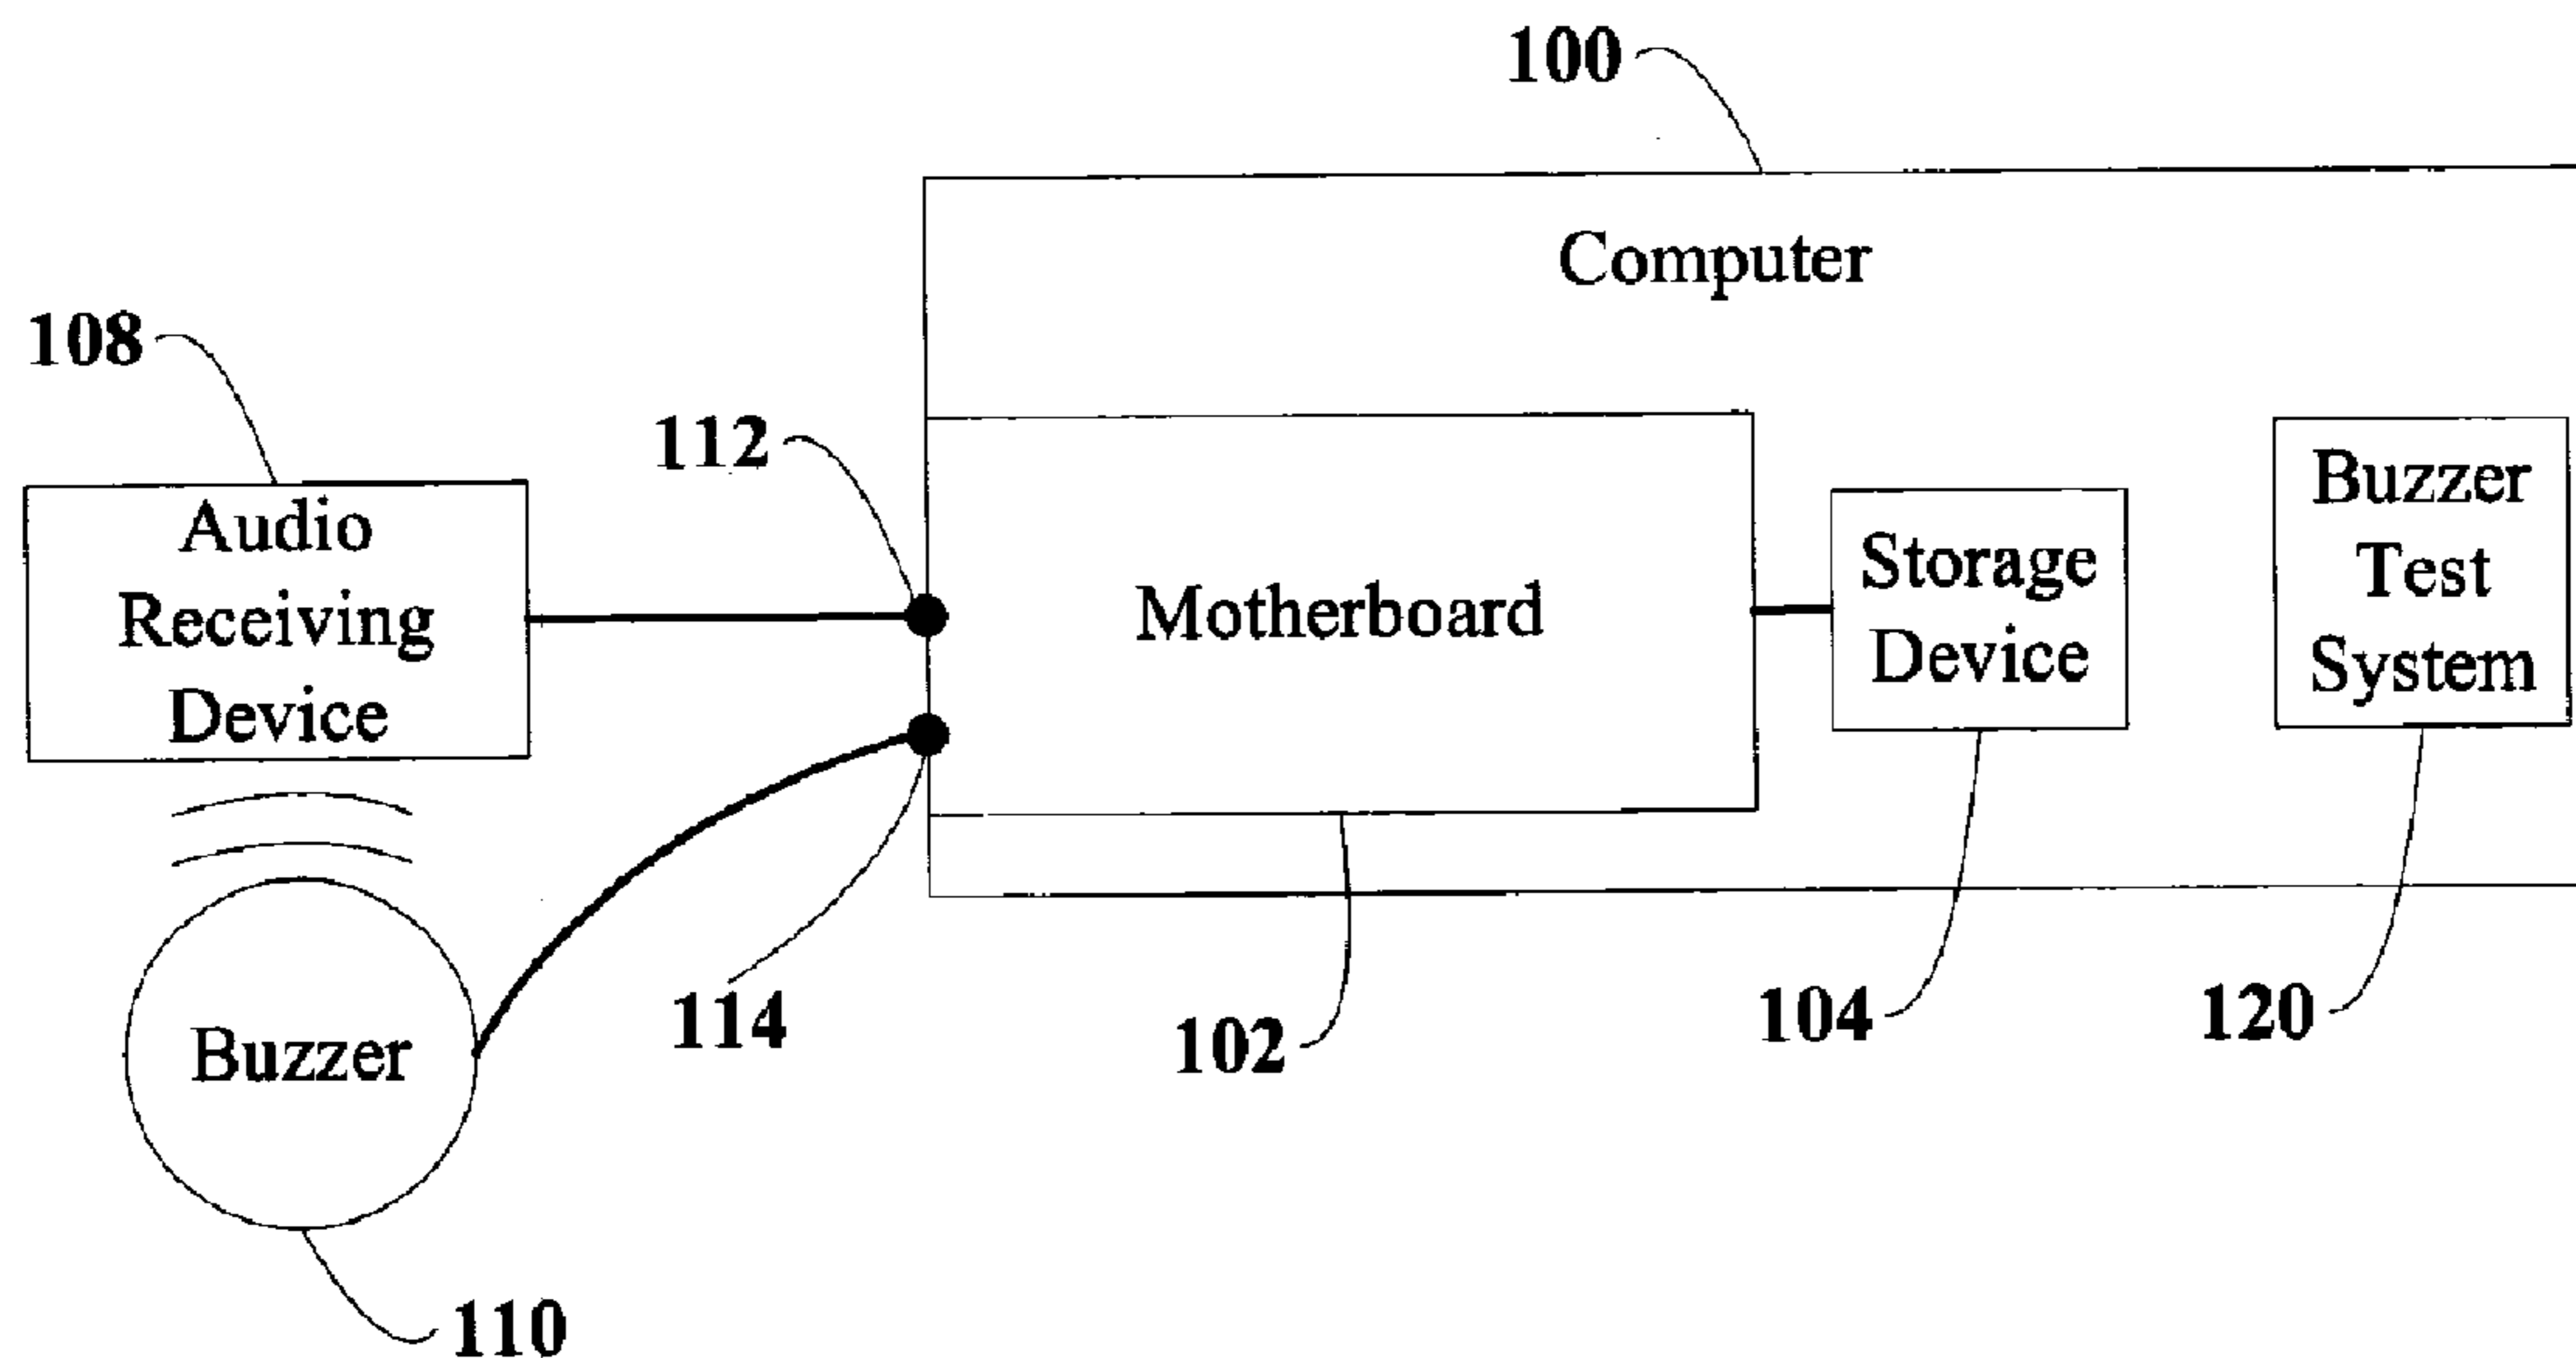 100
Computer
108
112
Audio
Receiving
Device
Motherboard
Storage
Device
Buzzer
Test
System
Buzzer
114
102
104
120
110